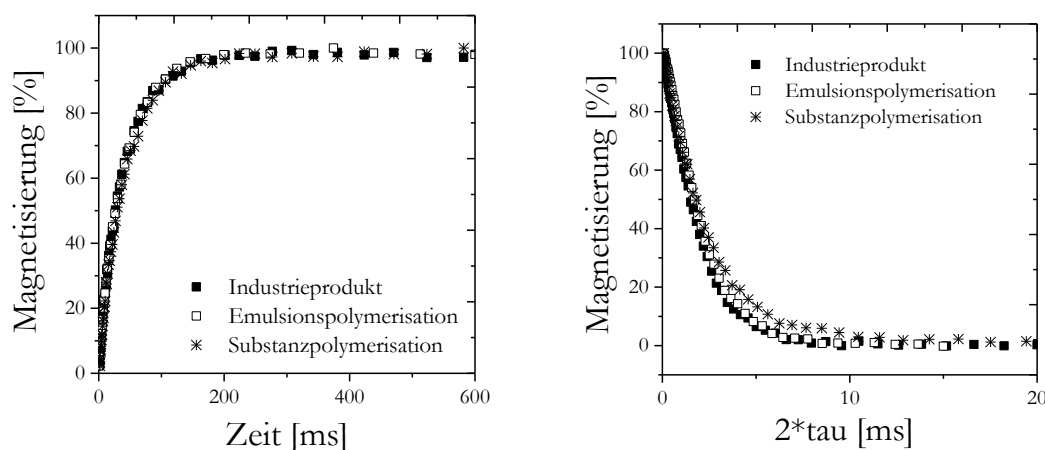 100
80
60
40
20
0
Magnetisierung [%]
Industrieprodukt
Emulsionspolymerisation
Substanzpolymerisation
0 200 400 600
Zeit [ms]
100
80
60
40
20
0
Magnetisierung [%]
Industrieprodukt
Emulsionspolymerisation
Substanzpolymerisation
0 10 20
2*tau [ms]